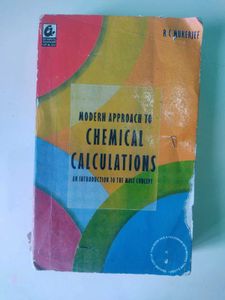 R.C. MUKERJEE
MODERN APPROACH TO
CHEMICAL
CALCULATIONS
AN INTRODUCTION TO THE MOLE CONCEPT